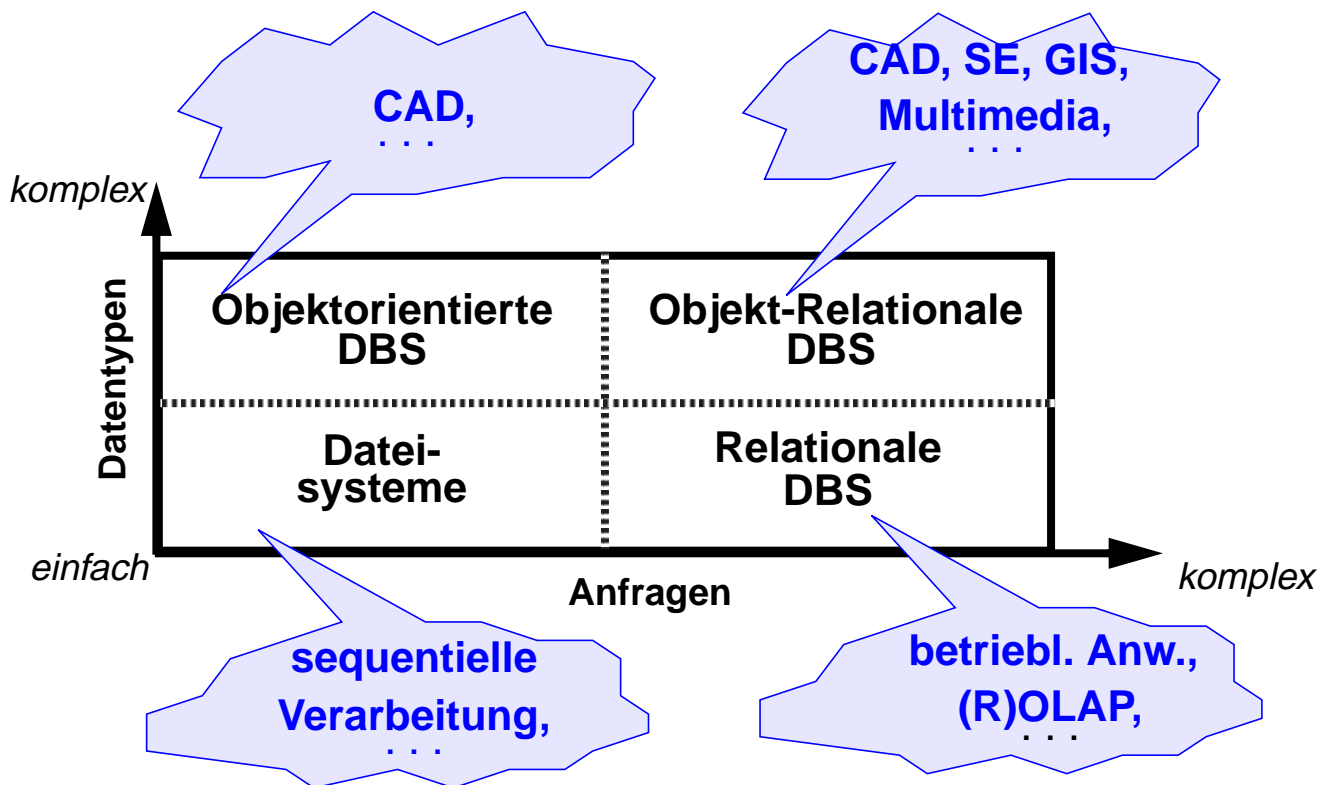 CAD,
. . .
CAD, SE, GIS,
Multimedia,
. . .
komplex
Datentypen
Objektorientierte
DBS
Objekt-Relationale
DBS
Datei-
systeme
Relationale
DBS
einfach
Anfragen
komplex
sequentielle
Verarbeitung,
. . .
betriebl. Anw.,
(R)OLAP,
. . .